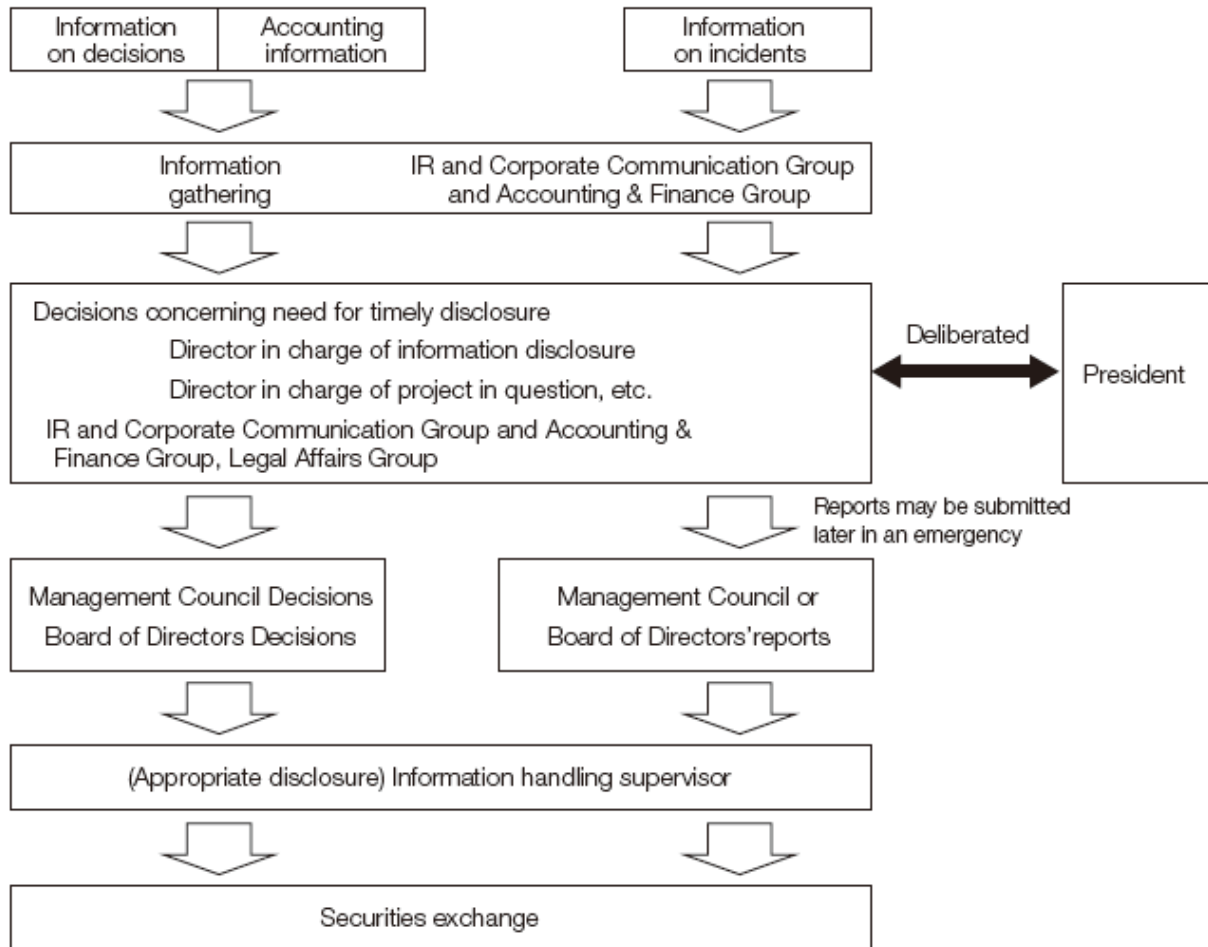 Information
on decisions
Accounting
information
Information
on incidents
Information
gathering
IR and Corporate Communication Group
and Accounting & Finance Group
Decisions concerning need for timely disclosure
Director in charge of information disclosure
Director in charge of project in question, etc.
IR and Corporate Communication Group and Accounting &
Finance Group, Legal Affairs Group
Deliberated
President
Reports may be submitted
later in an emergency
Management Council Decisions
Board of Directors Decisions
Management Council or
Board of Directors'reports
(Appropriate disclosure) Information handling supervisor
Securities exchange